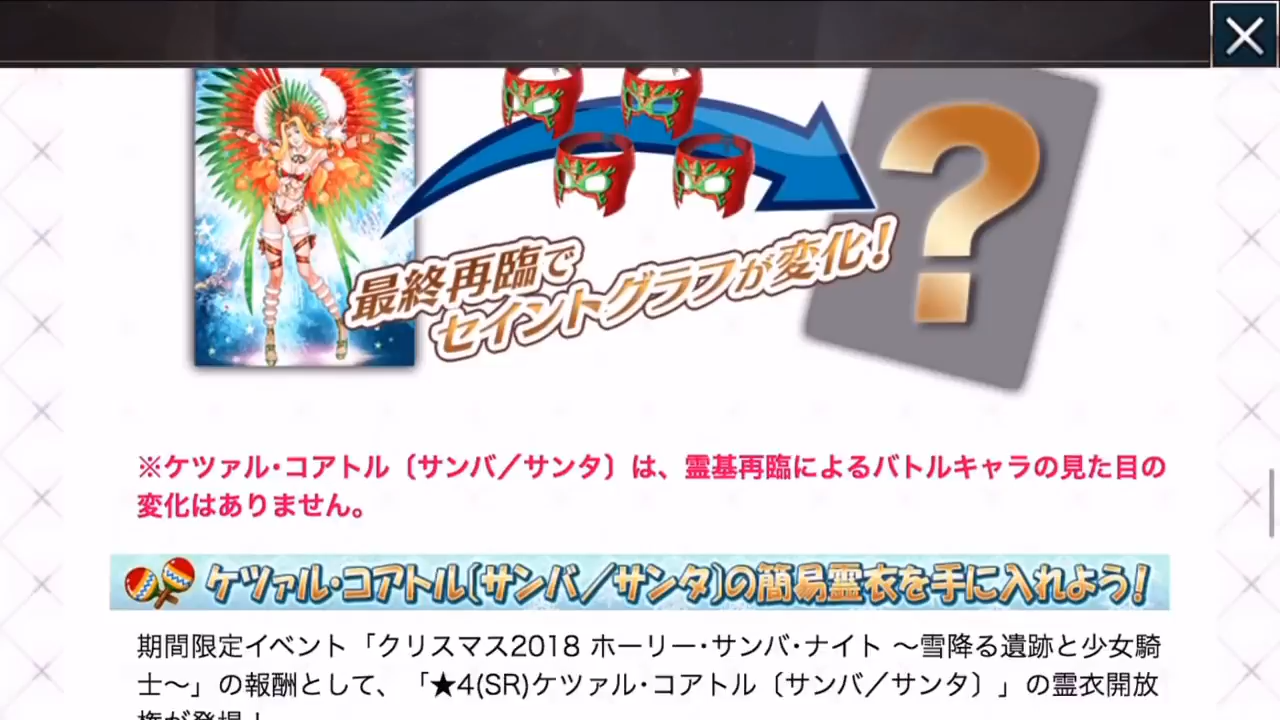 最終再臨で
セイントグラフが変化！
?
※ケツァル・コアトル〔サンバ／サンタ〕は、霊基再臨によるバトルキャラの見た目の
変化はありません。
ケツァル・コアトル〔サンバ／サンタ〕の簡易霊衣を手に入れよう！
期間限定イベント「クリスマス2018 ホーリー・サンバ・ナイト ～雪降る遺跡と少女騎
士～」の報酬として、「★4(SR)ケツァル・コアトル〔サンバ／サンタ〕」の霊衣開放
権が登場！